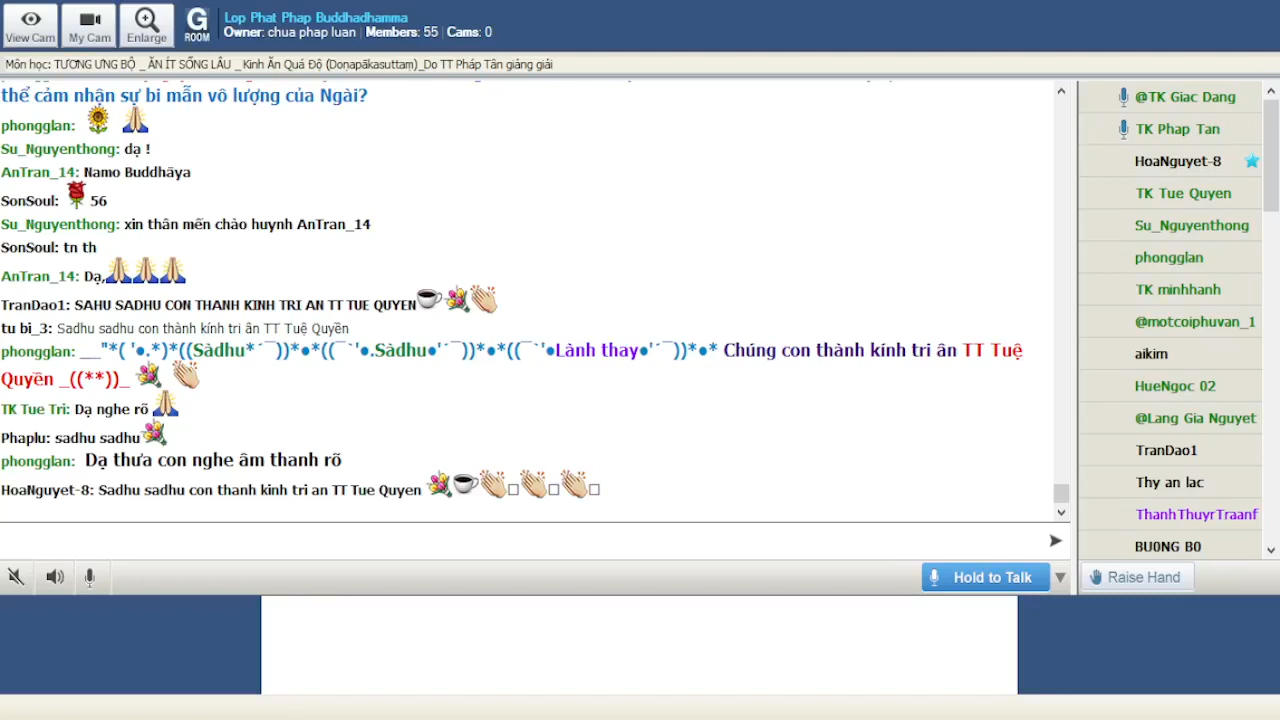 View Cam
My Cam
Enlarge
G
ROOM
Lop Phat Phap Buddhadhamma
Owner: chua phap luan | Members: 55 | Cams: 0
Môn học: TƯƠNG ƯNG BỘ _ ĂN ÍT SỐNG LÂU _ Kinh Ăn Quá Độ (Doṇapākasuttaṃ)_Do TT Pháp Tân giảng giải
thể cảm nhận sự bi mẫn vô lượng của Ngài?
phongglan:
Su_Nguyenthong: dạ !
AnTran_14: Namo Buddhāya
SonSoul: 56
Su_Nguyenthong: xin thân mến chào huynh AnTran_14
SonSoul: tn th
AnTran_14: Dạ,
TranDao1: SAHU SADHU CON THANH KINH TRI AN TT TUE QUYEN
tu bi_3: Sadhu sadhu con thành kính tri ân TT Tuệ Quyền
phongglan: __"*( '●.*)*((Sàdhu*´¯))*●*((¯`'●.Sàdhu●'´¯))*●*((¯`'●Lành thay●'´¯))*●* Chúng con thành kính tri ân TT Tuệ
Quyền _((**))_
TK Tue Tri: Dạ nghe rõ
Phaplu: sadhu sadhu
phongglan: Dạ thưa con nghe âm thanh rõ
HoaNguyet-8: Sadhu sadhu con thanh kinh tri an TT Tue Quyen
Hold to Talk
@TK Giac Dang
TK Phap Tan
HoaNguyet-8
TK Tue Quyen
Su_Nguyenthong
phongglan
TK minhhanh
@motcoiphuvan_1
aikim
HueNgoc 02
@Lang Gia Nguyet
TranDao1
Thy an lac
ThanhThuyrTraanf
BU0NG B0
Raise Hand